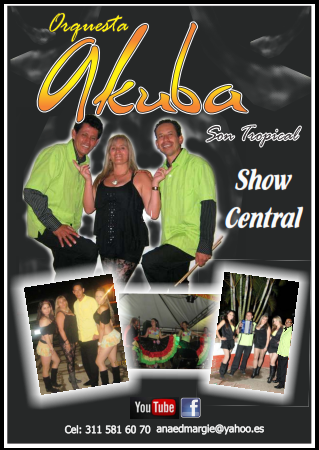 Orquesta
Akuba
Son Tropical
Show
Central
YouTube f
Cel: 311 581 60 70 anaedmargie@yahoo.es